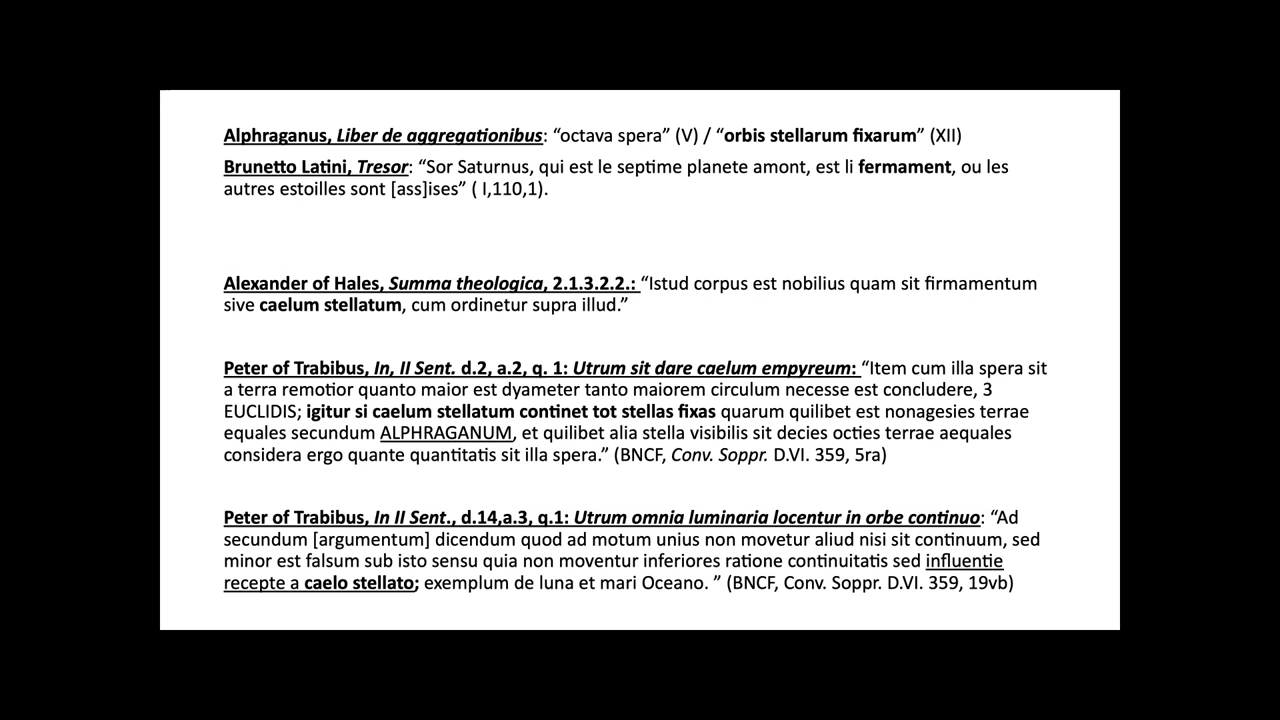 Alphraganus, Liber de aggregationibus: “octava spera” (V) / “orbis stellarum fixarum” (XII)
Brunetto Latini, Tresor: “Sor Saturnus, qui est le septime planete amont, est li fermament, ou les
autres estoilles sont [ass]ises” ( I,110,1).
Alexander of Hales, Summa theologica, 2.1.3.2.2.: “Istud corpus est nobilius quam sit firmamentum
sive caelum stellatum, cum ordinetur supra illud.”
Peter of Trabibus, In, II Sent. d.2, a.2, q. 1: Utrum sit dare caelum empyreum: “Item cum illa spera sit
a terra remotior quanto maior est dyameter tanto maiorem circulum necesse est concludere, 3
EUCLIDIS; igitur si caelum stellatum continet tot stellas fixas quarum quilibet est nonagesies terrae
equales secundum ALPHRAGANUM, et quilibet alia stella visibilis sit decies octies terrae aequales
considera ergo quante quantitatis sit illa spera.” (BNCF, Conv. Soppr. D.VI. 359, 5ra)
Peter of Trabibus, In II Sent., d.14,a.3, q.1: Utrum omnia luminaria locentur in orbe continuo: “Ad
secundum [argumentum] dicendum quod ad motum unius non movetur aliud nisi sit continuum, sed
minor est falsum sub isto sensu quia non moventur inferiores ratione continuitatis sed influentie
recepte a caelo stellato; exemplum de luna et mari Oceano. ” (BNCF, Conv. Soppr. D.VI. 359, 19vb)